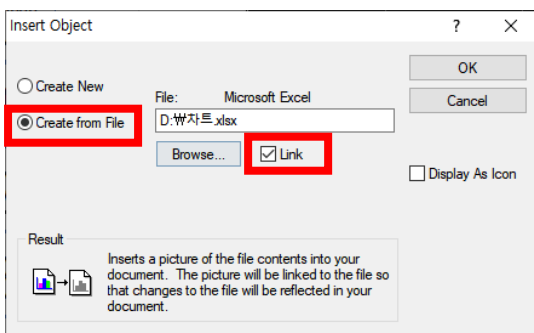 Insert Object
? X
Create New
Create from File
File: Microsoft Excel
D:₩차트.xlsx
Browse...
Link
OK
Cancel
Display As Icon
Result
Inserts a picture of the file contents into your
document. The picture will be linked to the file so
that changes to the file will be reflected in your
document.